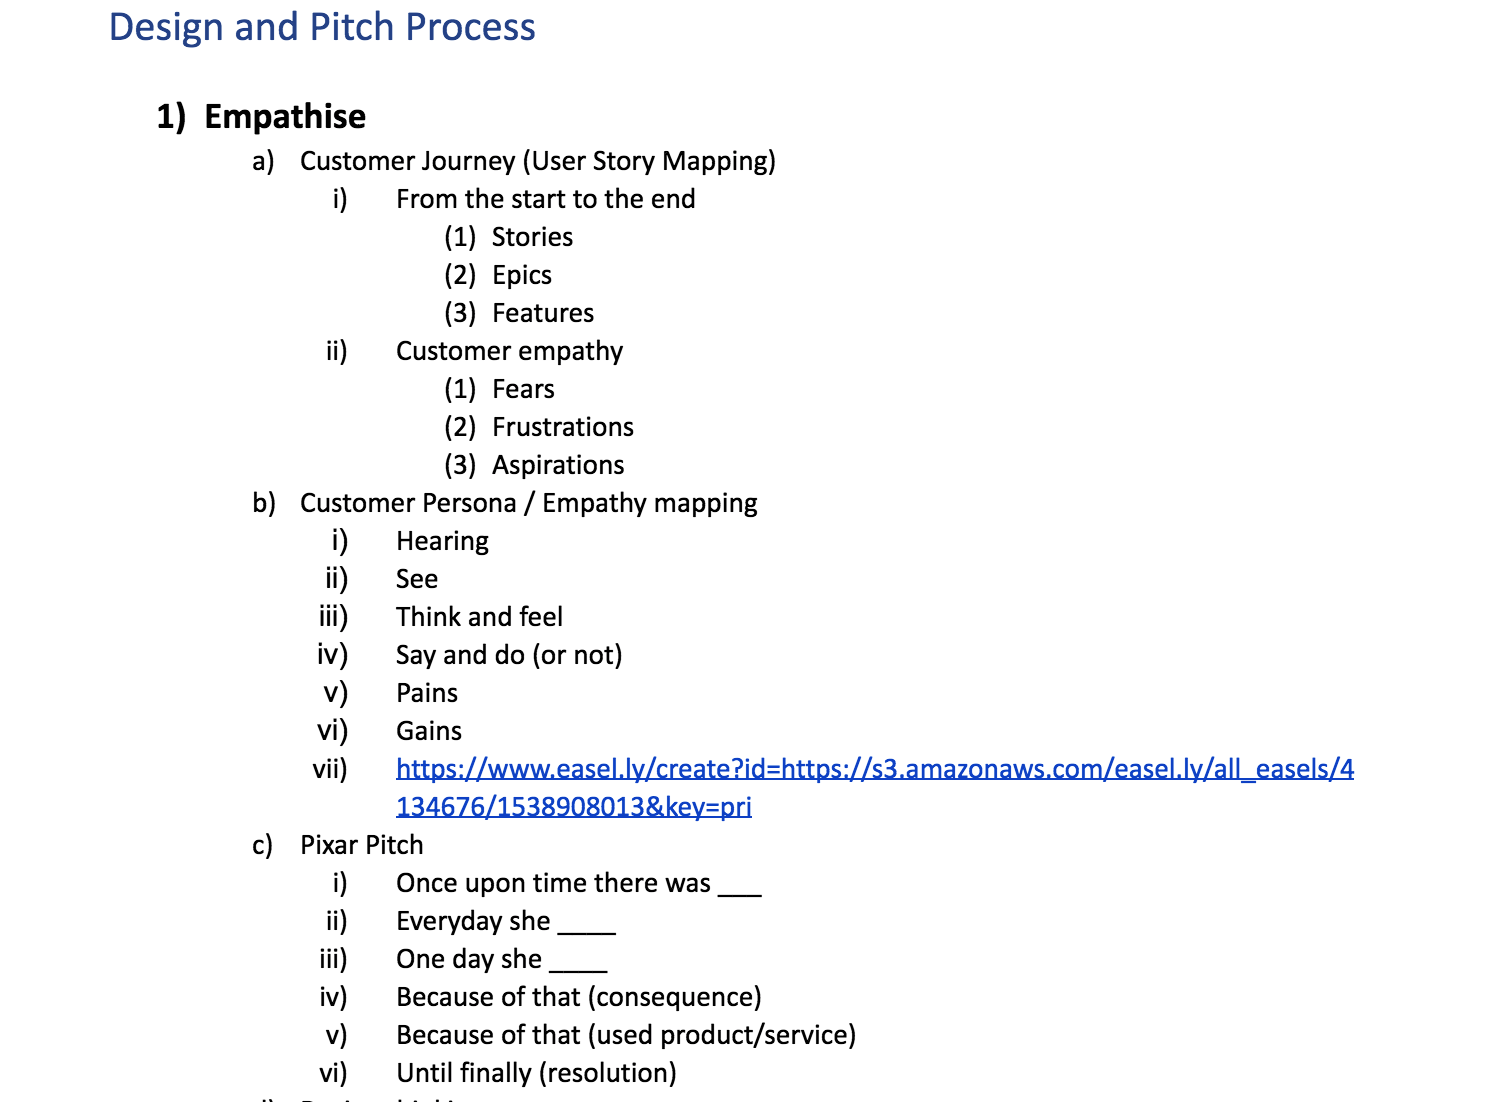 Design and Pitch Process
1) Empathise
a) Customer Journey (User Story Mapping)
i) From the start to the end
(1) Stories
(2) Epics
(3) Features
ii) Customer empathy
(1) Fears
(2) Frustrations
(3) Aspirations
b) Customer Persona / Empathy mapping
i) Hearing
ii) See
iii) Think and feel
iv) Say and do (or not)
v) Pains
vi) Gains
vii) https://www.easel.ly/create?id=https://s3.amazonaws.com/easel.ly/all_easels/4
134676/1538908013&key=pri
c) Pixar Pitch
i) Once upon time there was ___
ii) Everyday she ____
iii) One day she ____
iv) Because of that (consequence)
v) Because of that (used product/service)
vi) Until finally (resolution)